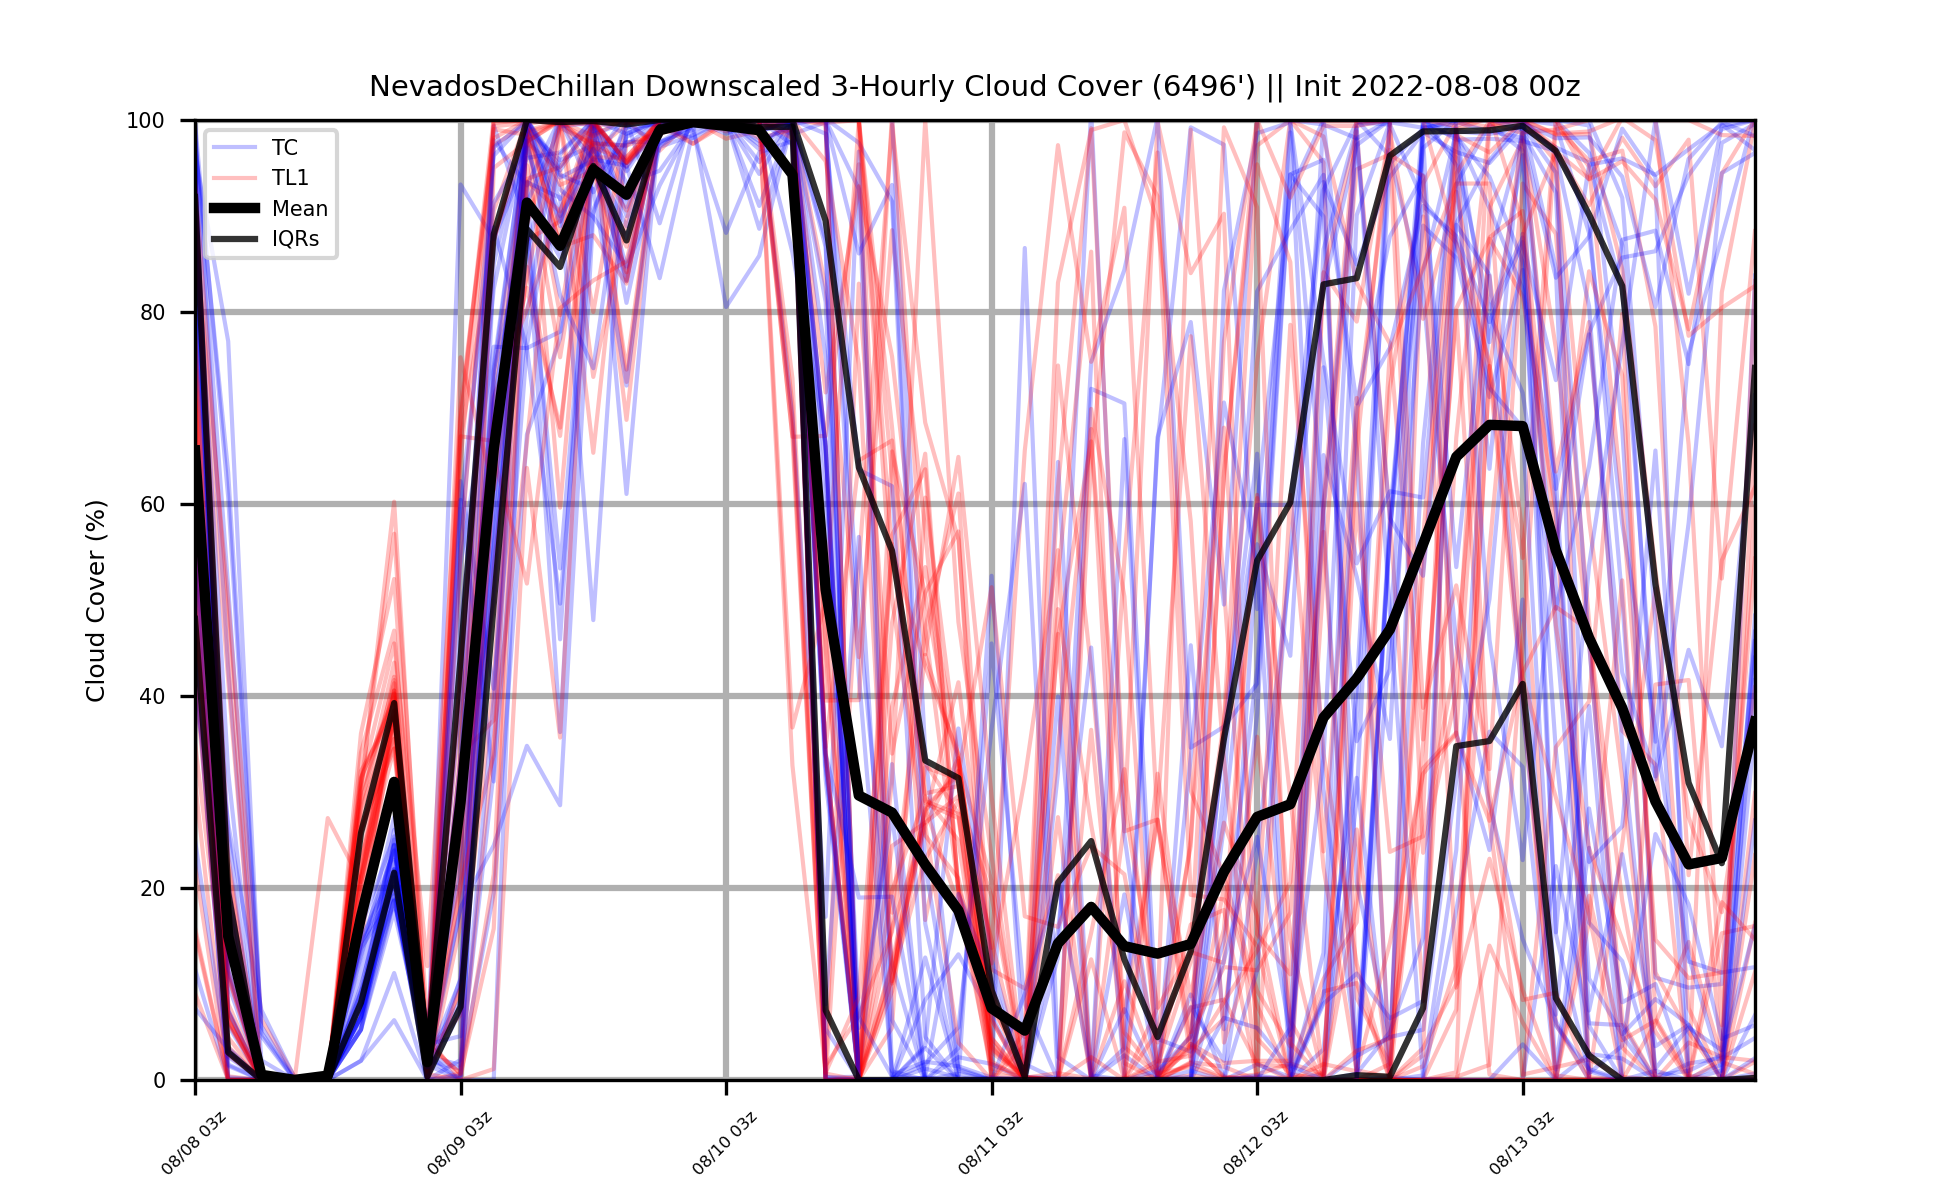 NevadosDeChillan Downscaled 3-Hourly Cloud Cover (6496') || Init 2022-08-08 00z
TC
TL1
Mean
IQRs
Cloud Cover (%)
100
80
60
40
20
0
08/08 03z
08/09 03z
08/10 03z
08/11 03z
08/12 03z
08/13 03z